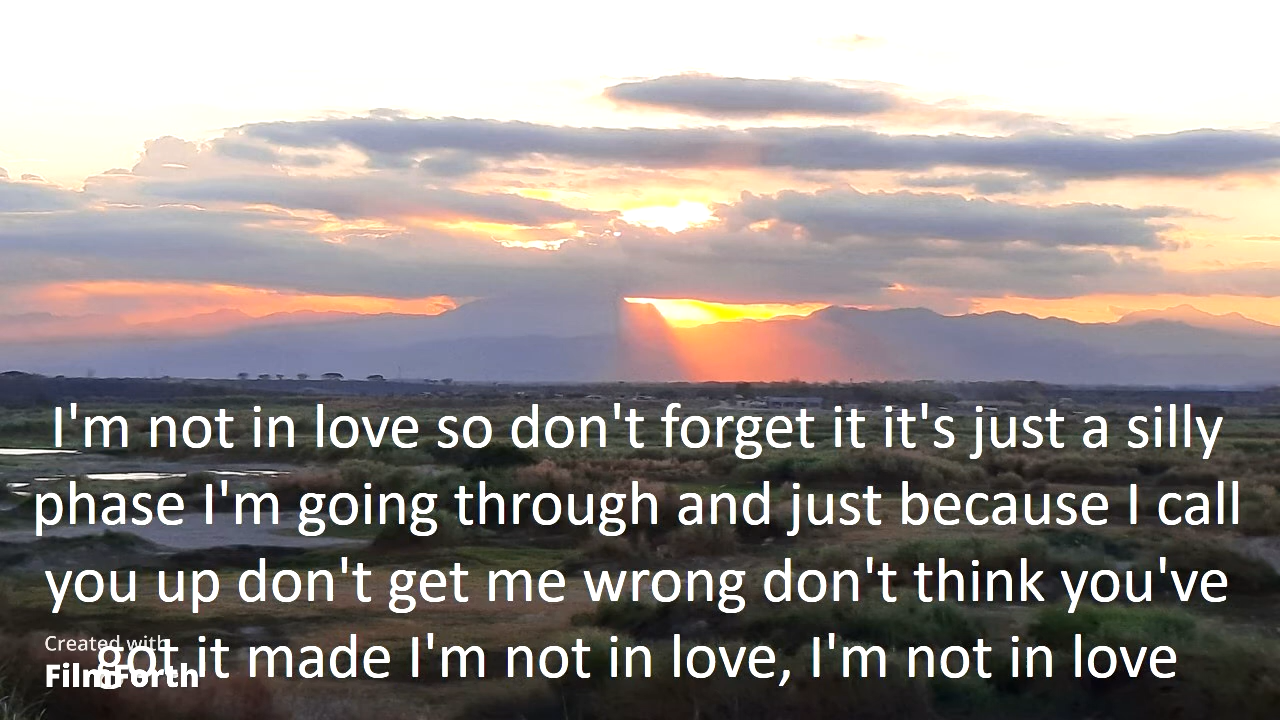 I'm not in love so don't forget it it's just a silly
phase I'm going through and just because I call
you up don't get me wrong don't think you've
got it made I'm not in love, I'm not in love
Created with
FilmForth